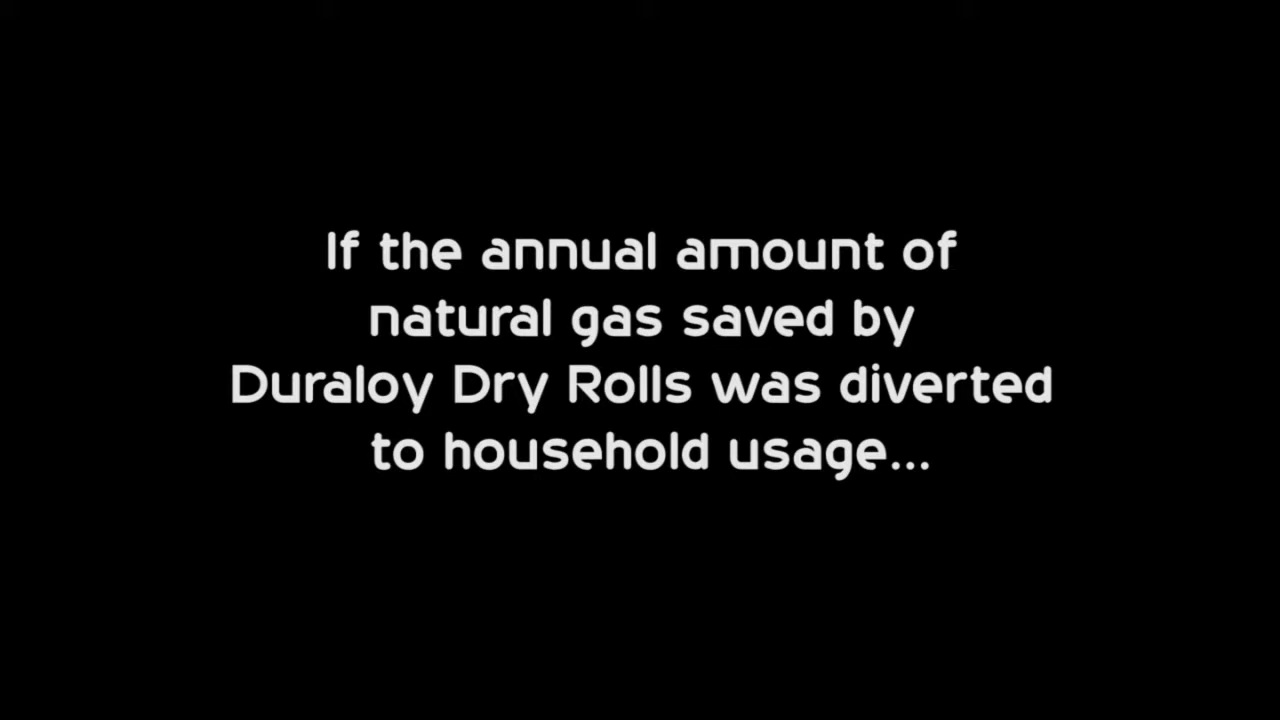 If the annual amount of
natural gas saved by
Duraloy Dry Rolls was diverted
to household usage...